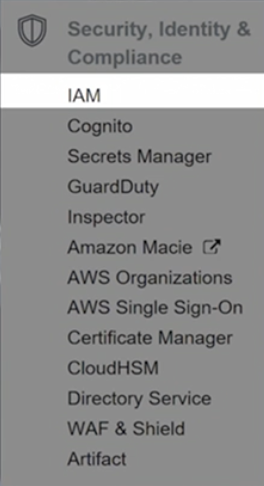 Security, Identity &
Compliance
IAM
Cognito
Secrets Manager
GuardDuty
Inspector
Amazon Macie
AWS Organizations
AWS Single Sign-On
Certificate Manager
CloudHSM
Directory Service
WAF & Shield
Artifact